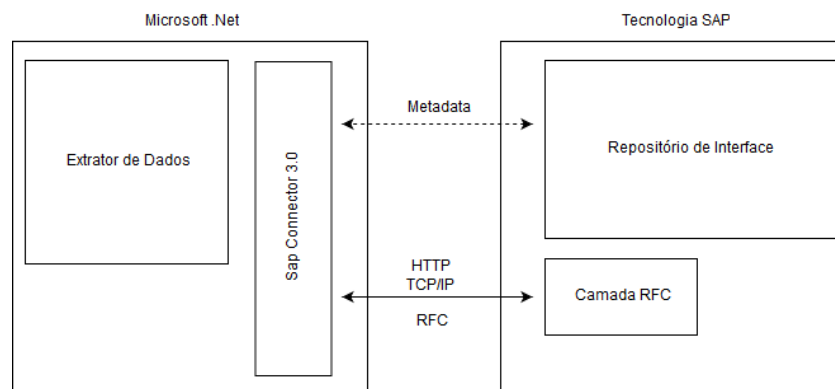 Microsoft .Net
Tecnologia SAP
Extrator de Dados
Sap Connector 3.0
Metadata
Repositório de Interface
HTTP
TCP/IP
RFC
Camada RFC